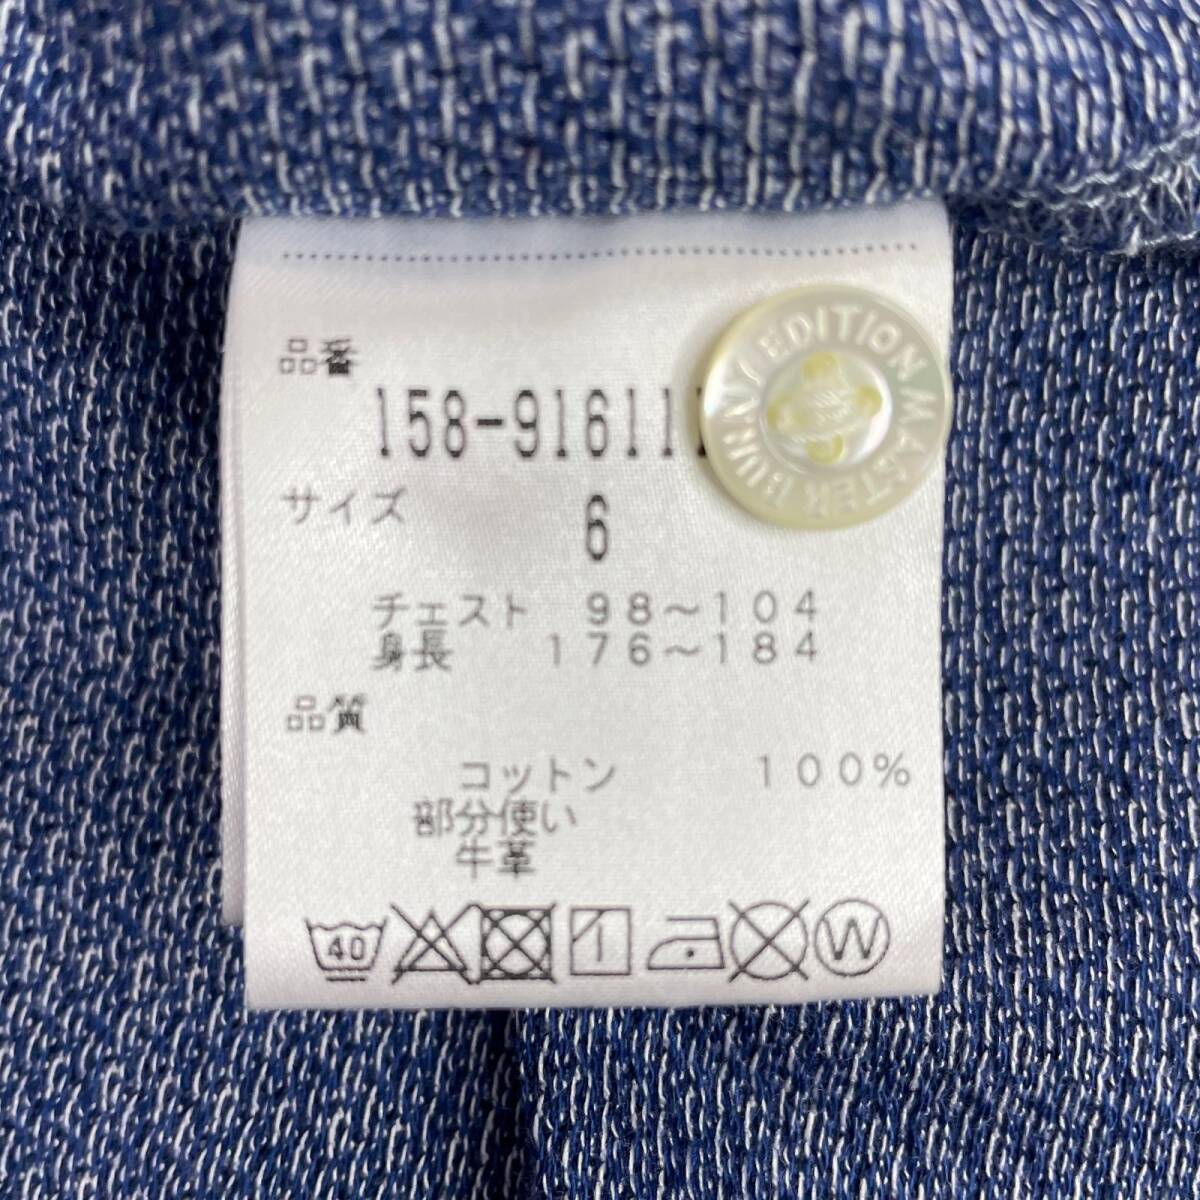 品番
158-916111
サイズ 6
チェスト 98～104
身長 176～184
品質
コットン 100%
部分使い
牛革
40
W
MASTER BUNNY EDITION